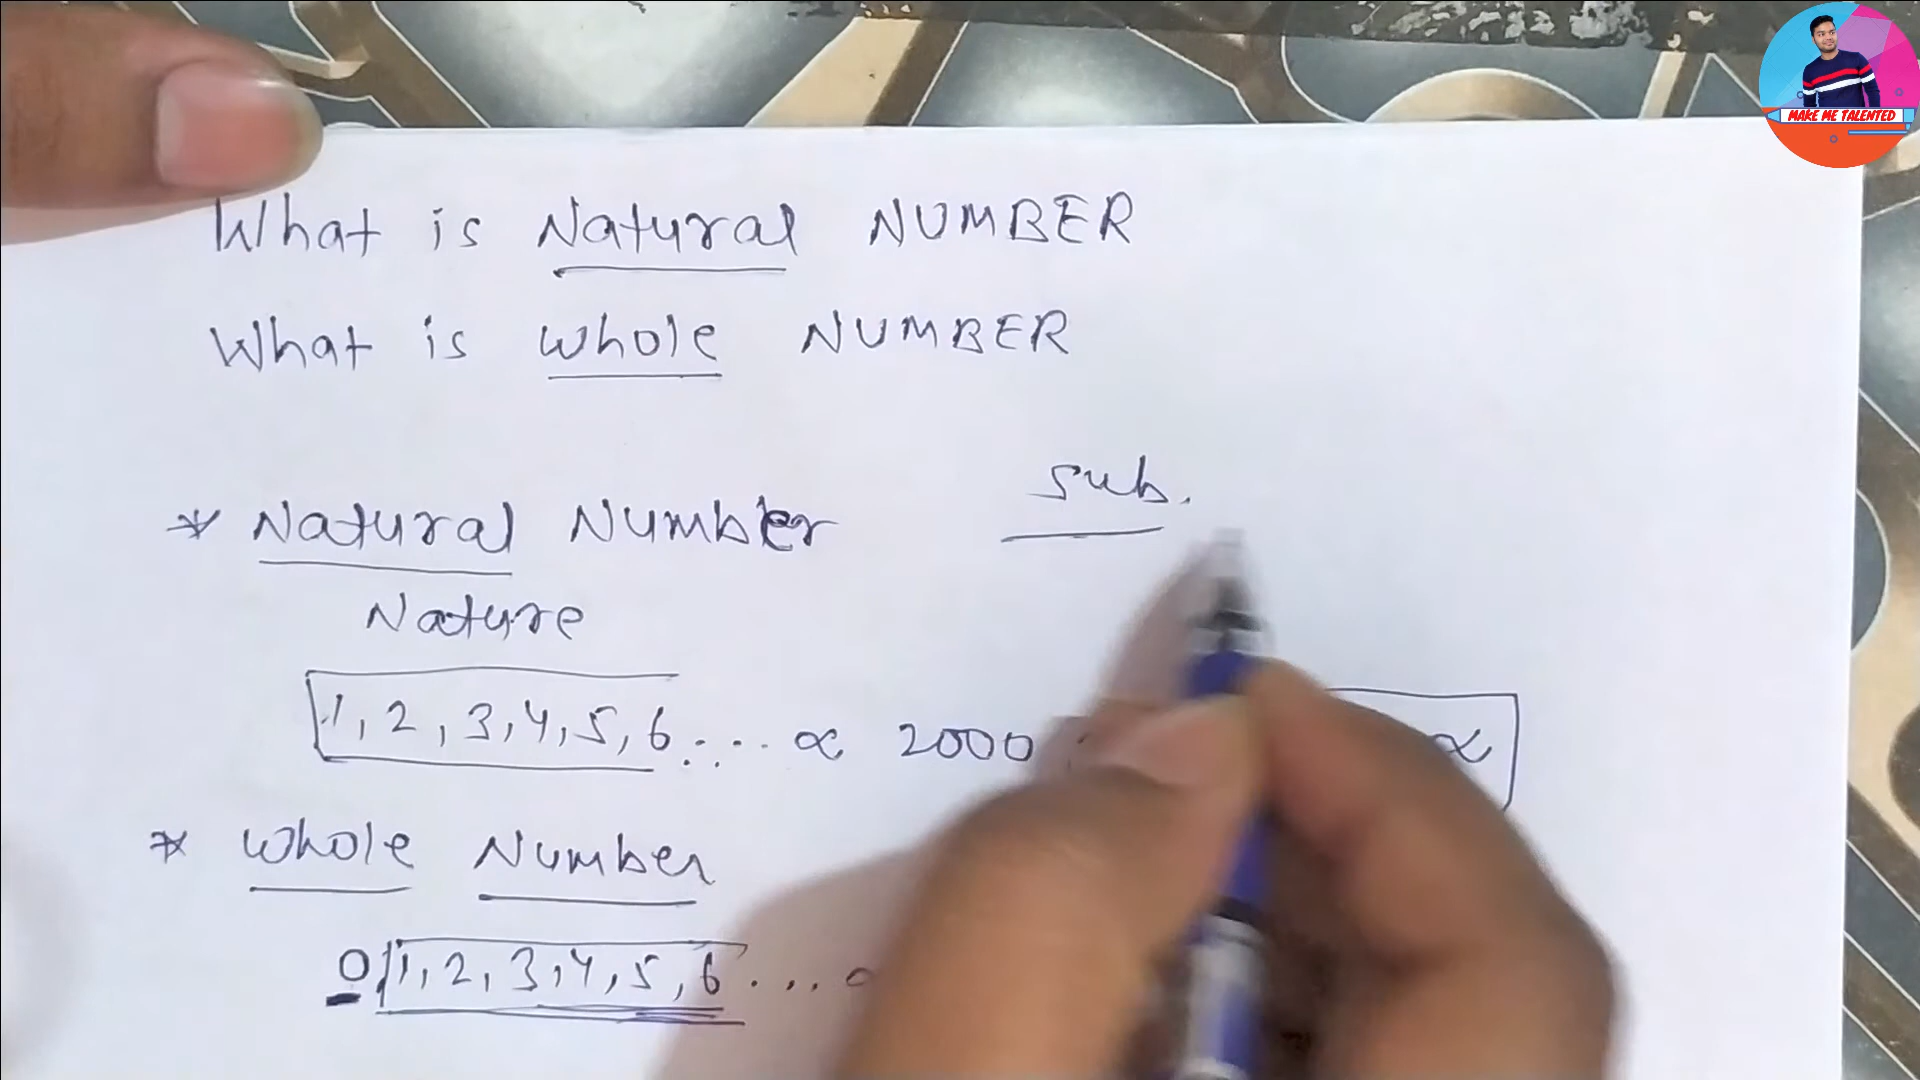 MAKE ME TALENTED
What is Natural NUMBER
What is whole NUMBER
sub.
* Natural Number
Nature
1, 2, 3, 4, 5, 6 .... ∝ 2000 ∝
* Whole Number
0, 1, 2, 3, 4, 5, 6 ....